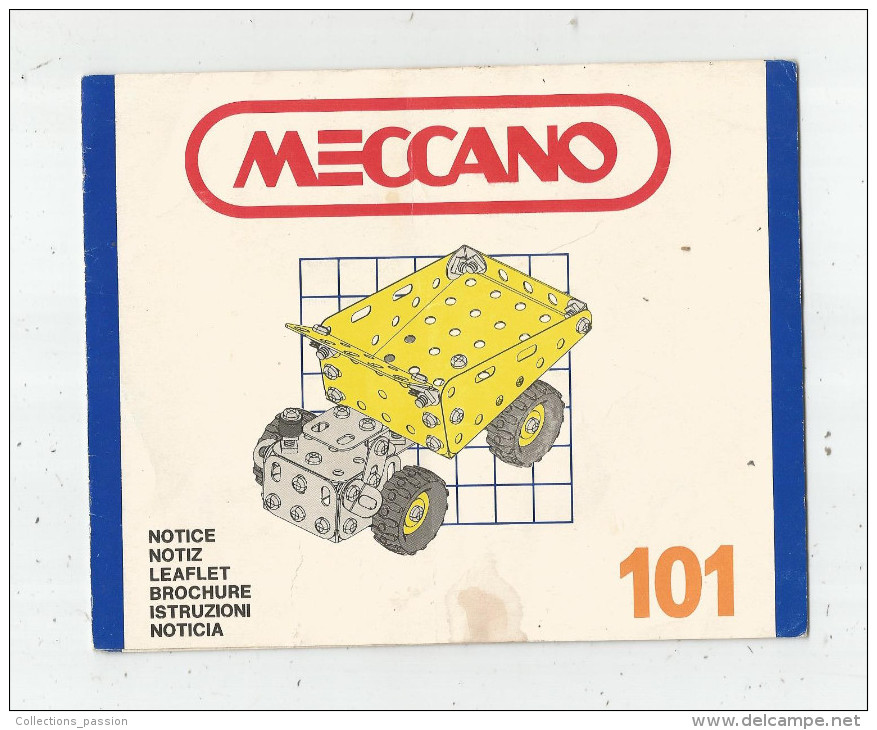 MECCANO
NOTICE
NOTIZ
LEAFLET
BROCHURE
ISTRUZIONI
NOTICIA
101
Collections_passion
www.delcampe.net